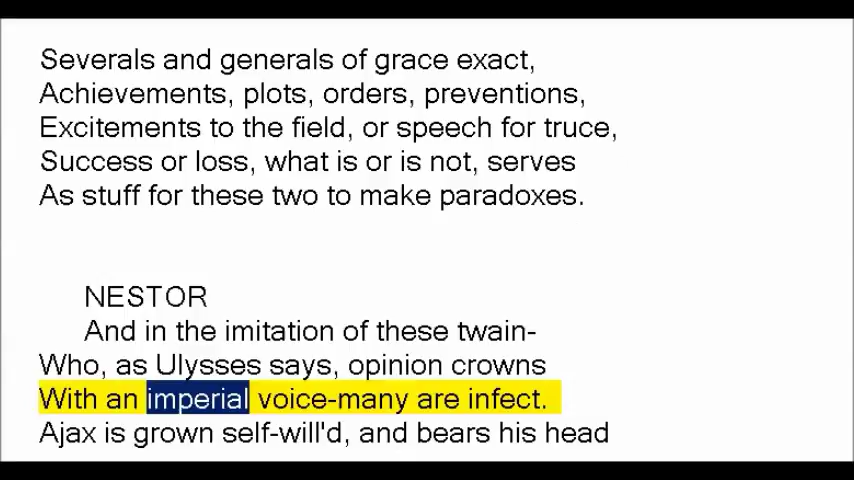 Severals and generals of grace exact,
Achievements, plots, orders, preventions,
Excitements to the field, or speech for truce,
Success or loss, what is or is not, serves
As stuff for these two to make paradoxes.
NESTOR
And in the imitation of these twain-
Who, as Ulysses says, opinion crowns
With an imperial voice-many are infect.
Ajax is grown self-will'd, and bears his head